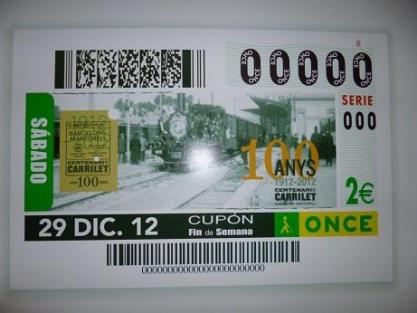 R
00000
SERIE
000
SÁBADO
1912
BARCELONA
MARTORELL
CENTENARI
CARRILET
100
100
ANYS
1912-2012
CENTENARI
CARRILET
2€
29 DIC. 12
CUPÓN
Fin de Semana
ONCE